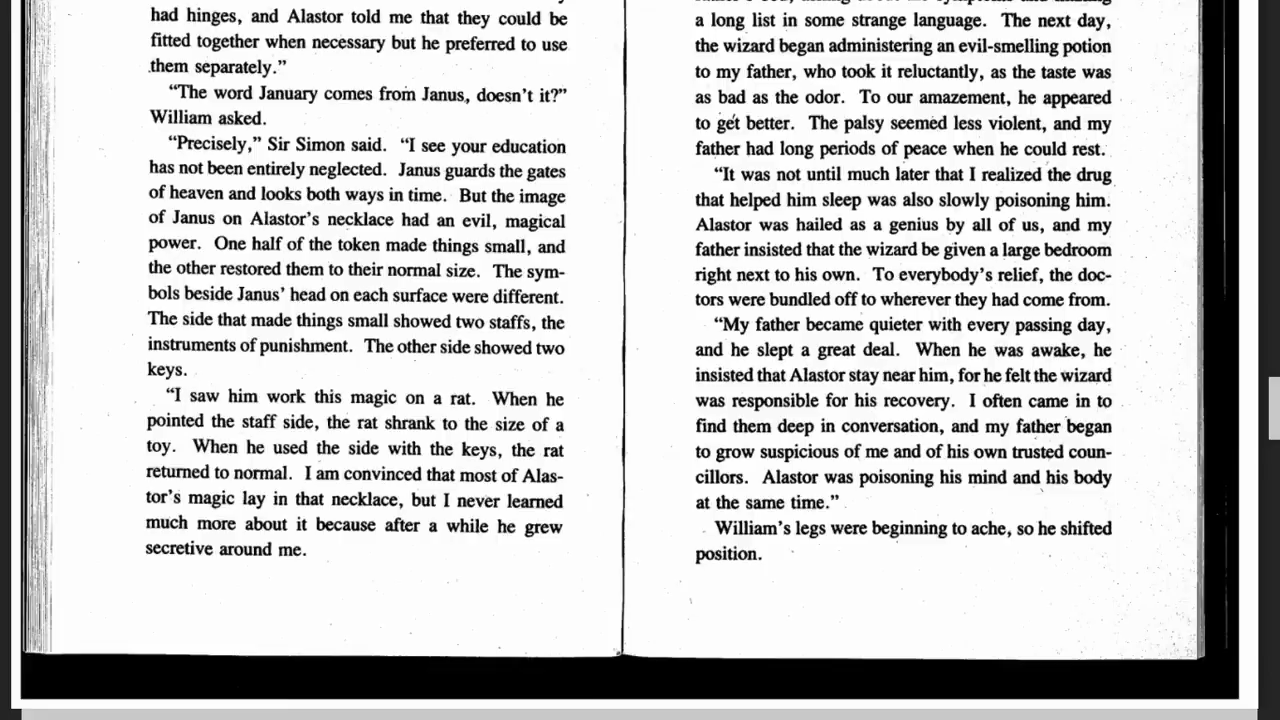 had hinges, and Alastor told me that they could be
fitted together when necessary but he preferred to use
them separately.”
“The word January comes from Janus, doesn’t it?”
William asked.
“Precisely,” Sir Simon said. “I see your education
has not been entirely neglected. Janus guards the gates
of heaven and looks both ways in time. But the image
of Janus on Alastor’s necklace had an evil, magical
power. One half of the token made things small, and
the other restored them to their normal size. The sym-
bols beside Janus’ head on each surface were different.
The side that made things small showed two staffs, the
instruments of punishment. The other side showed two
keys.
“I saw him work this magic on a rat. When he
pointed the staff side, the rat shrank to the size of a
toy. When he used the side with the keys, the rat
returned to normal. I am convinced that most of Alas-
tor’s magic lay in that necklace, but I never learned
much more about it because after a while he grew
secretive around me.
a long list in some strange language. The next day,
the wizard began administering an evil-smelling potion
to my father, who took it reluctantly, as the taste was
as bad as the odor. To our amazement, he appeared
to get better. The palsy seemed less violent, and my
father had long periods of peace when he could rest.
“It was not until much later that I realized the drug
that helped him sleep was also slowly poisoning him.
Alastor was hailed as a genius by all of us, and my
father insisted that the wizard be given a large bedroom
right next to his own. To everybody’s relief, the doc-
tors were bundled off to wherever they had come from.
“My father became quieter with every passing day,
and he slept a great deal. When he was awake, he
insisted that Alastor stay near him, for he felt the wizard
was responsible for his recovery. I often came in to
find them deep in conversation, and my father began
to grow suspicious of me and of his own trusted coun-
cillors. Alastor was poisoning his mind and his body
at the same time.”
William’s legs were beginning to ache, so he shifted
position.